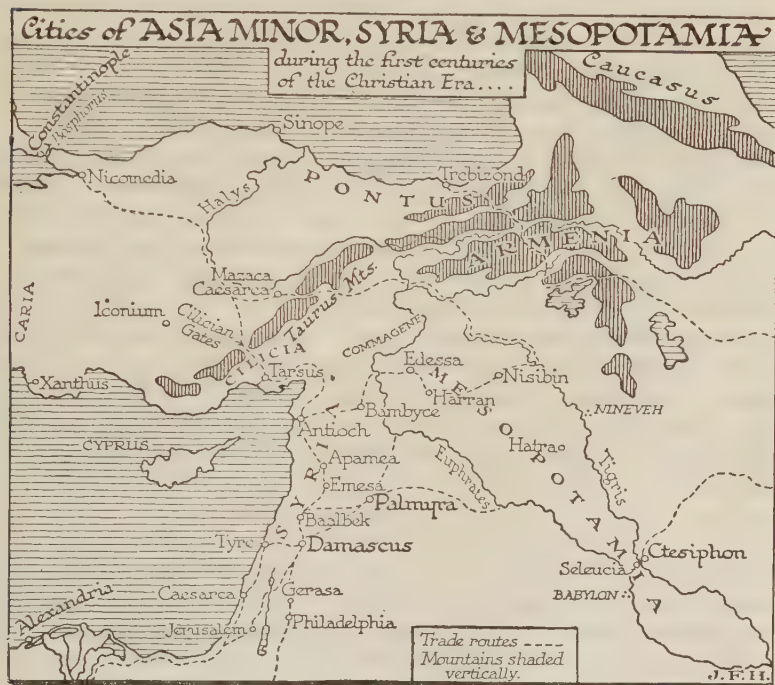 Cities of ASIA MINOR, SYRIA & MESOPOTAMIA
during the first centuries
of the Christian Era....
Caucasus
Constantinople
Bosphorus
Sinope
Nicomedia
Halys
PONTUS
Trebizond
ARMENIA
Mazaca
Caesarea
Taurus Mts.
Iconium
Cilician
Gates
CARIA
CILICIA
COMMAGENE
Xanthus
Tarsus
Edessa
Nisibin
Harran
MESOPOTAMIA
Bambyce
NINEVEH
Antioch
CYPRUS
SYRIA
Hatra
Apamea
Euphrates
Tigris
Emesa
Palmyra
Baalbek
Tyre
Damascus
Ctesiphon
Seleucia
Caesarea
Gerasa
BABYLON
Alexandria
Jerusalem
Philadelphia
Trade routes ----
Mountains shaded
vertically.
J.F.H.